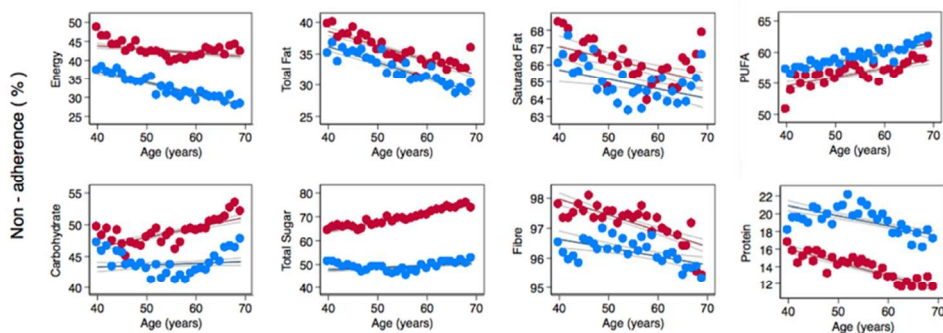 Non - adherence ( % )
Energy
50
45
40
35
30
25
40 50 60 70
Age (years)
Total Fat
40
35
30
25
40 50 60 70
Age (years)
Saturated Fat
68
67
66
65
64
63
40 50 60 70
Age (years)
PUFA
65
60
55
50
40 50 60 70
Age (years)
Carbohydrate
55
50
45
40
40 50 60 70
Age (years)
Total Sugar
80
70
60
50
40
40 50 60 70
Age (years)
Fibre
98
97
96
95
40 50 60 70
Age (years)
Protein
22
20
18
16
14
12
40 50 60 70
Age (years)